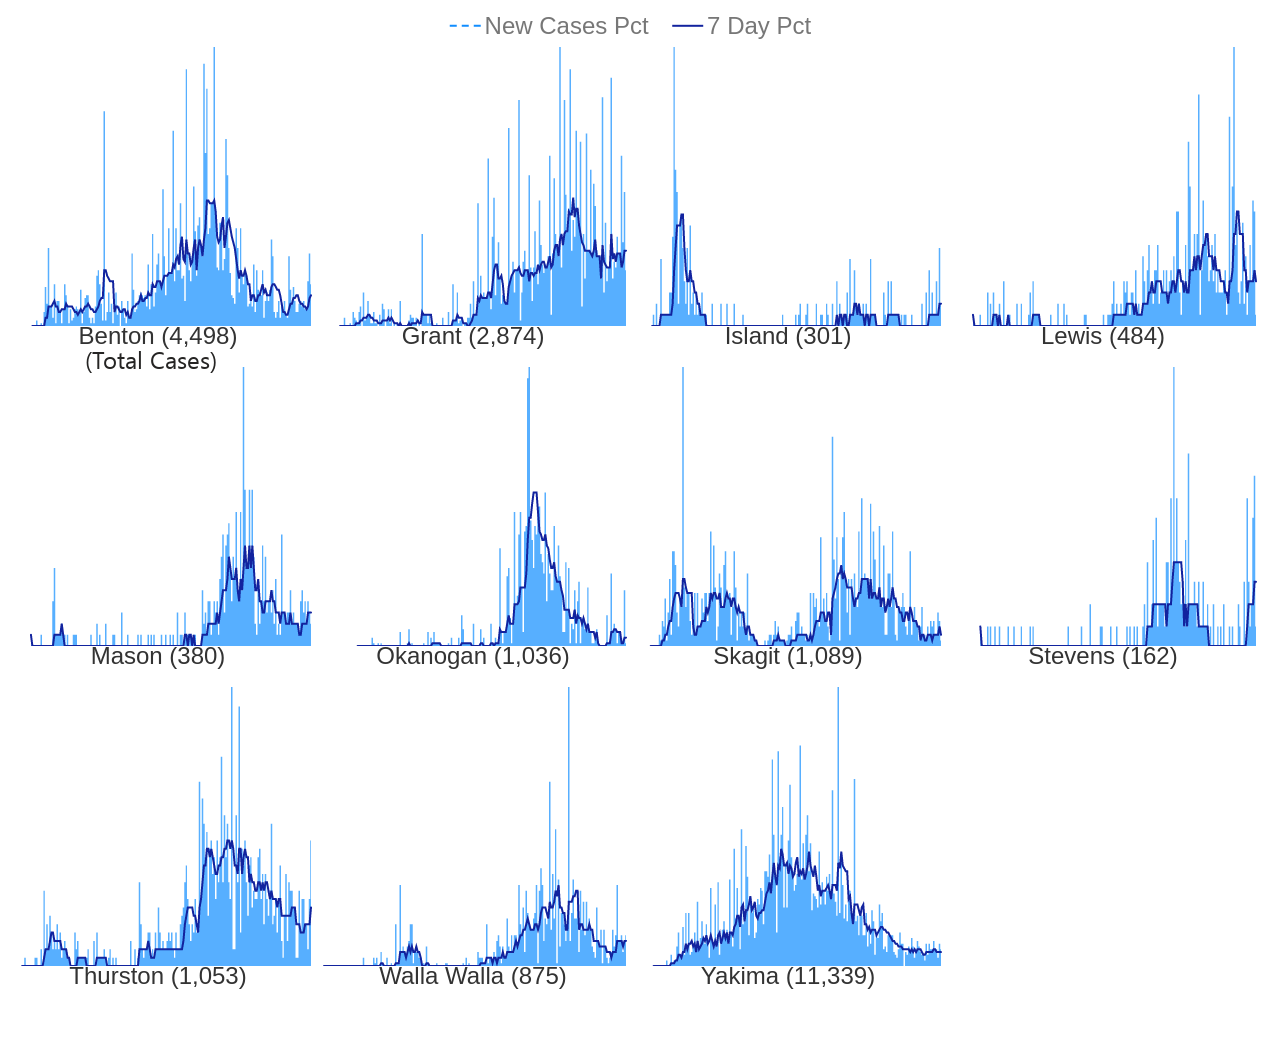 New Cases Pct 7 Day Pct
Benton (4,498) Grant (2,874) Island (301) Lewis (484)
(Total Cases)
Mason (380) Okanogan (1,036) Skagit (1,089) Stevens (162)
Thurston (1,053) Walla Walla (875) Yakima (11,339)